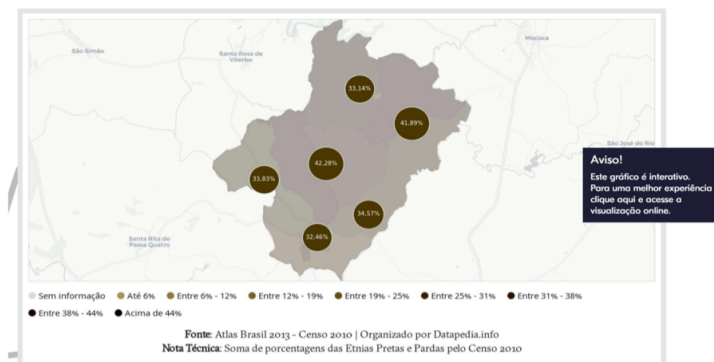 São Simão
Santa Rosa de
Viterbo
Mococa
33,14%
41,89%
São José do Rio
42,28%
33,83%
34,57%
32,46%
Santa Rita do
Passa Quatro
Aviso!
Este gráfico é interativo.
Para uma melhor experiência
clique aqui e acesse a
visualização online.
Sem informação Até 6% Entre 6% - 12% Entre 12% - 19% Entre 19% - 25% Entre 25% - 31% Entre 31% - 38%
Entre 38% - 44% Acima de 44%
Fonte: Atlas Brasil 2013 - Censo 2010 | Organizado por Datapedia.info
Nota Técnica: Soma de porcentagens das Etnias Pretas e Pardas pelo Censo 2010